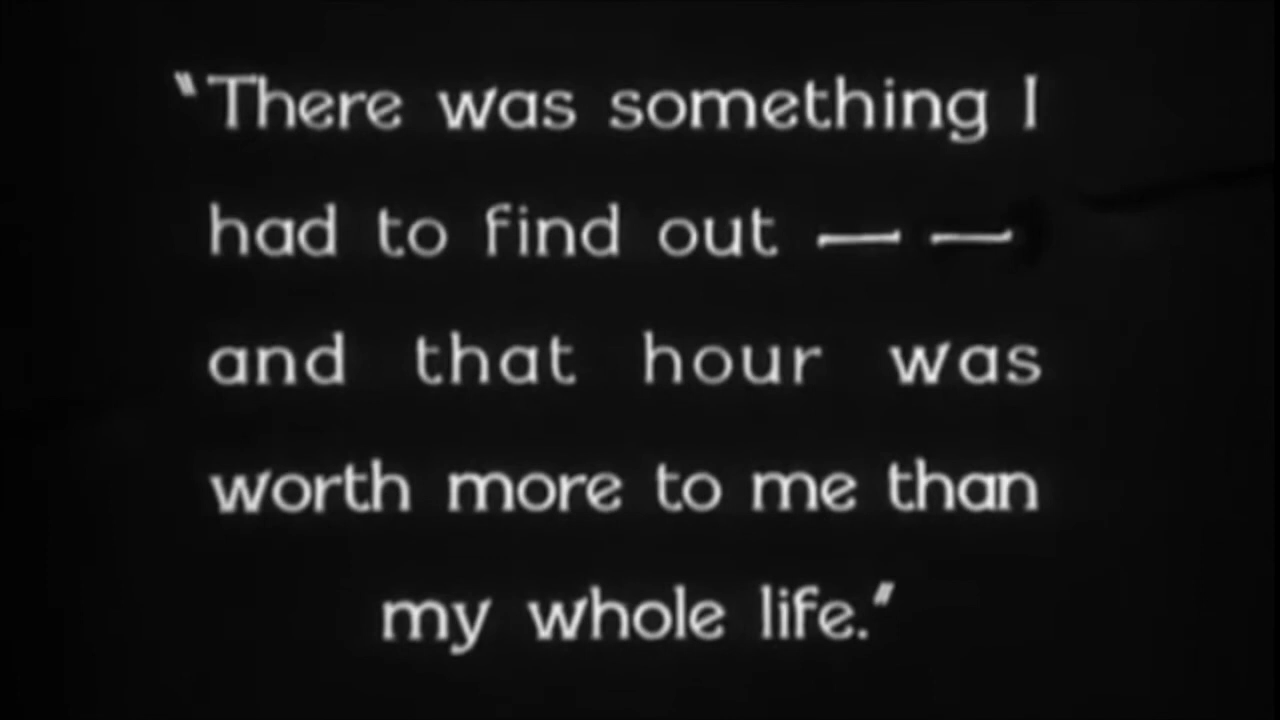 "There was something I
had to find out — —
and that hour was
worth more to me than
my whole life."